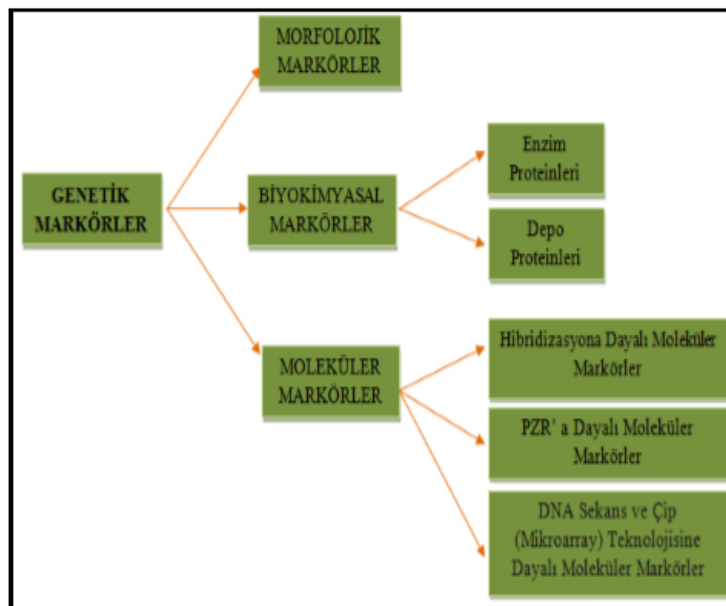 MORFOLOJİK
MARKÖRLER
GENETİK
MARKÖRLER
BİYOKİMYASAL
MARKÖRLER
Enzim
Proteinleri
Depo
Proteinleri
MOLEKÜLER
MARKÖRLER
Hibridizasyona Dayalı Moleküler
Markörler
PZR' a Dayalı Moleküler
Markörler
DNA Sekans ve Çip
(Mikroarray) Teknolojisine
Dayalı Moleküler Markörler